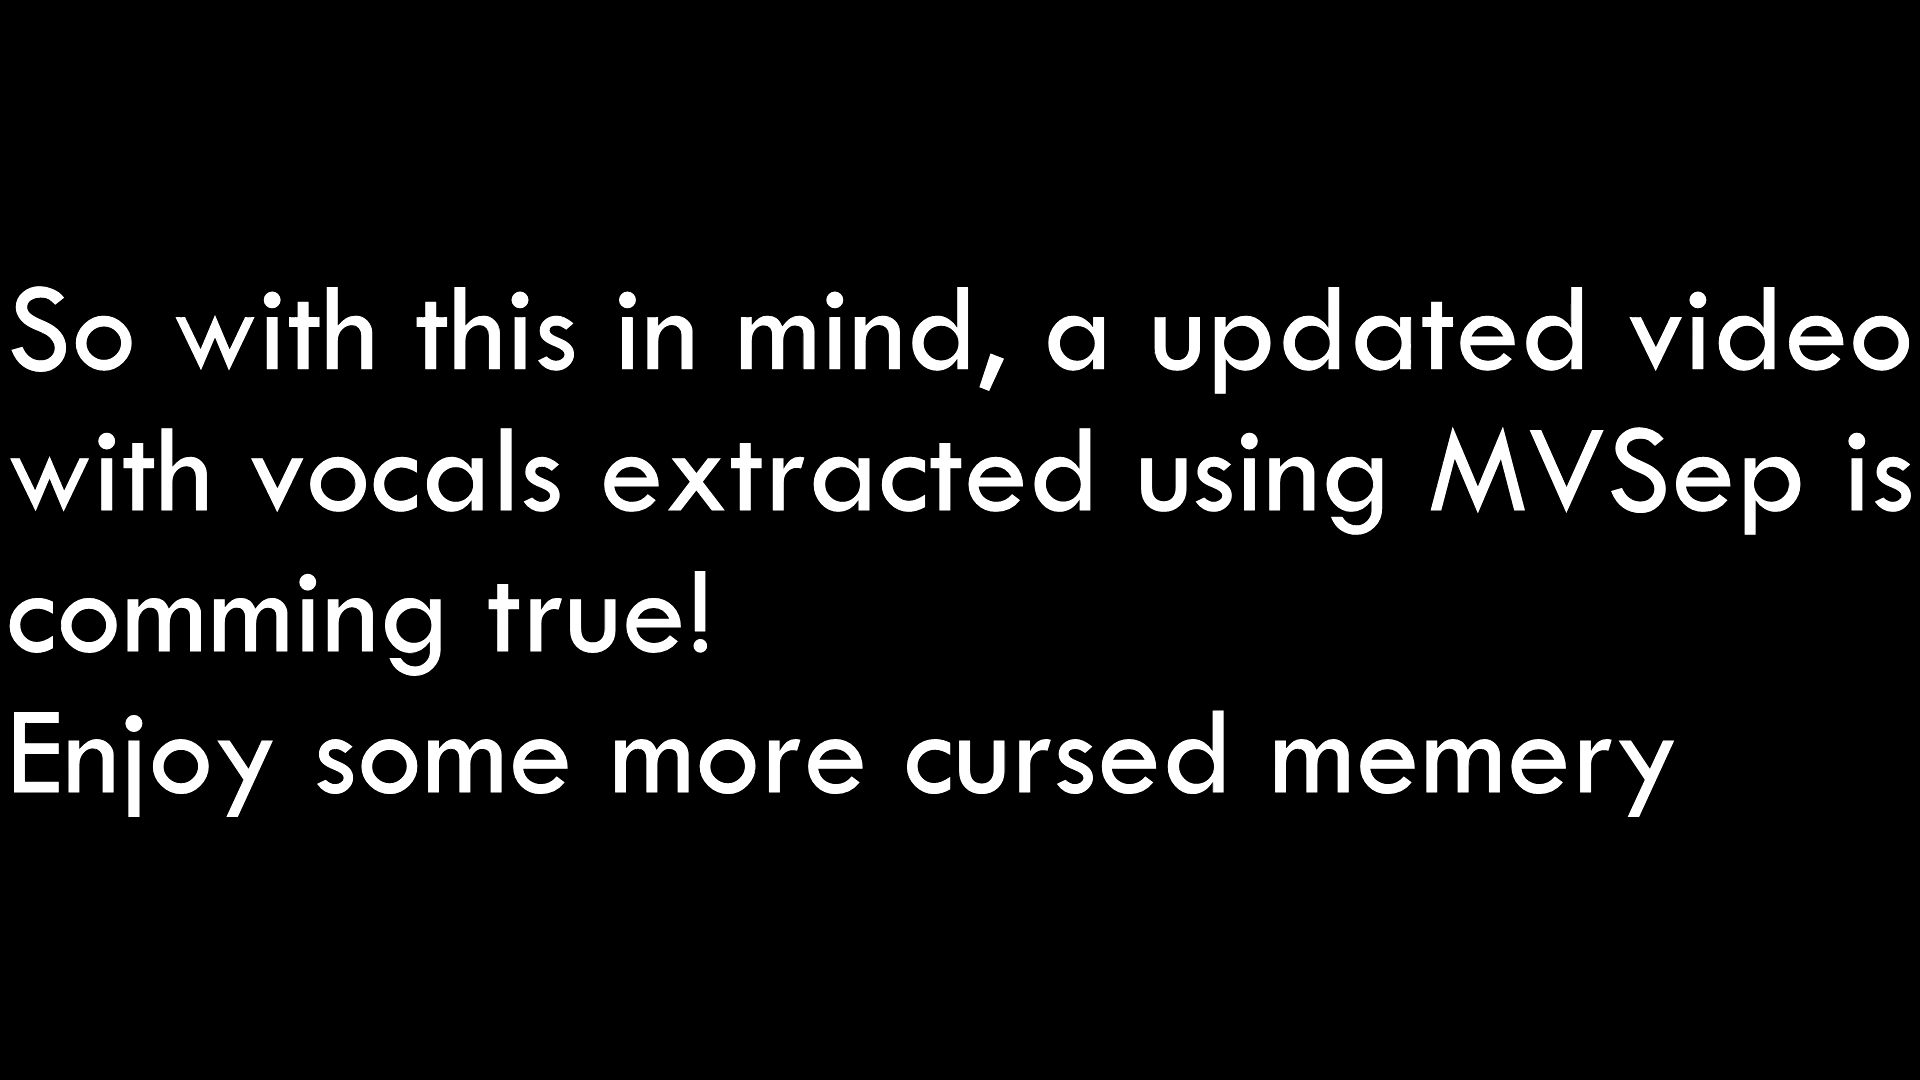 So with this in mind, a updated video
with vocals extracted using MVSep is
comming true!
Enjoy some more cursed memery